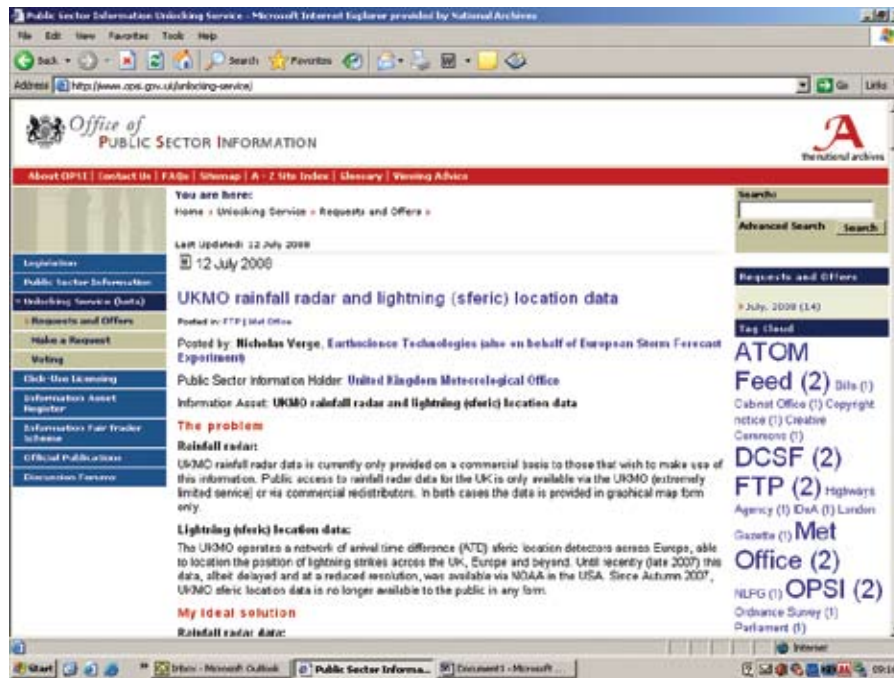 Public Sector Information Unlocking Service - Microsoft Internet Explorer provided by National Archives
File Edit View Favorites Tools Help
Back Search Favorites
Address http://www.opsi.gov.uk/unlocking-service/ Go Links
Office of
PUBLIC SECTOR INFORMATION
A
the national archives
About OPSI | Contact Us | FAQs | Sitemap | A - Z Site Index | Glossary | Viewing Advice
You are here:
Home » Unlocking Service » Requests and Offers »
Search:
Advanced Search Search
Last Updated: 12 July 2008
12 July 2008
Legislation
Public Sector Information
Unlocking Service (beta)
Requests and Offers
Make a Request
Voting
Click-Use Licensing
Information Asset
Register
Information Fair Trader
Scheme
Official Publications
Discussion Forums
UKMO rainfall radar and lightning (sferic) location data
Posted in: FTP | Met Office
Posted by: Nicholas Verge, Earthscience Technologies (also on behalf of European Storm Forecast
Experiment)
Public Sector Information Holder: United Kingdom Meteorological Office
Information Asset: UKMO rainfall radar and lightning (sferic) location data
The problem
Rainfall radar:
UKMO rainfall radar data is currently only provided on a commercial basis to those that wish to make use of
this information. Public access to rainfall radar data for the UK is only available via the UKMO (extremely
limited service) or via commercial redistributors. In both cases the data is provided in graphical map form
only.
Lightning (sferic) location data:
The UKMO operates a network of arrival time difference (ATD) sferic location detectors across Europe, able
to location the position of lightning strikes across the UK, Europe and beyond. Until recently (late 2007) this
data, albeit delayed and at a reduced resolution, was available via NOAA in the USA. Since Autumn 2007,
UKMO sferic location data is no longer available to the public in any form.
My ideal solution
Rainfall radar data:
Requests and Offers
» July, 2008 (14)
Tag Cloud
ATOM
Feed (2) Bills (1)
Cabinet Office (1) Copyright
notice (1) Creative
Commons (1)
DCSF (2)
FTP (2) Highways
Agency (1) IDeA (1) London
Gazette (1) Met
Office (2)
NLPG (1) OPSI (2)
Ordnance Survey (1)
Parliament (1)
Internet
Start Inbox - Microsoft Outlook Public Sector Informa... Document1 - Microsoft ...